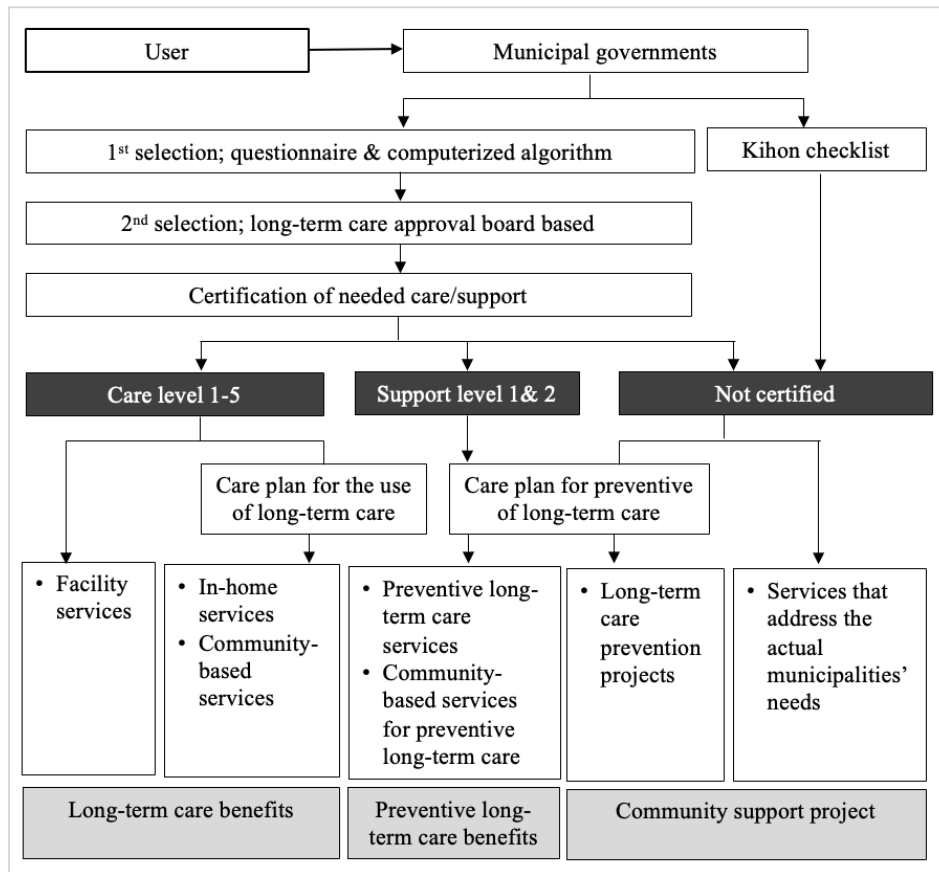 User
Municipal governments
1st selection; questionnaire & computerized algorithm
Kihon checklist
2nd selection; long-term care approval board based
Certification of needed care/support
Care level 1-5
Support level 1& 2
Not certified
Care plan for the use
of long-term care
Care plan for preventive
of long-term care
• Facility
services
• In-home
services
• Community-
based services
• Preventive long-
term care
services
• Community-
based services
for preventive
long-term care
• Long-term
care
prevention
projects
• Services that
address the
actual
municipalities’
needs
Long-term care benefits
Preventive long-
term care benefits
Community support project